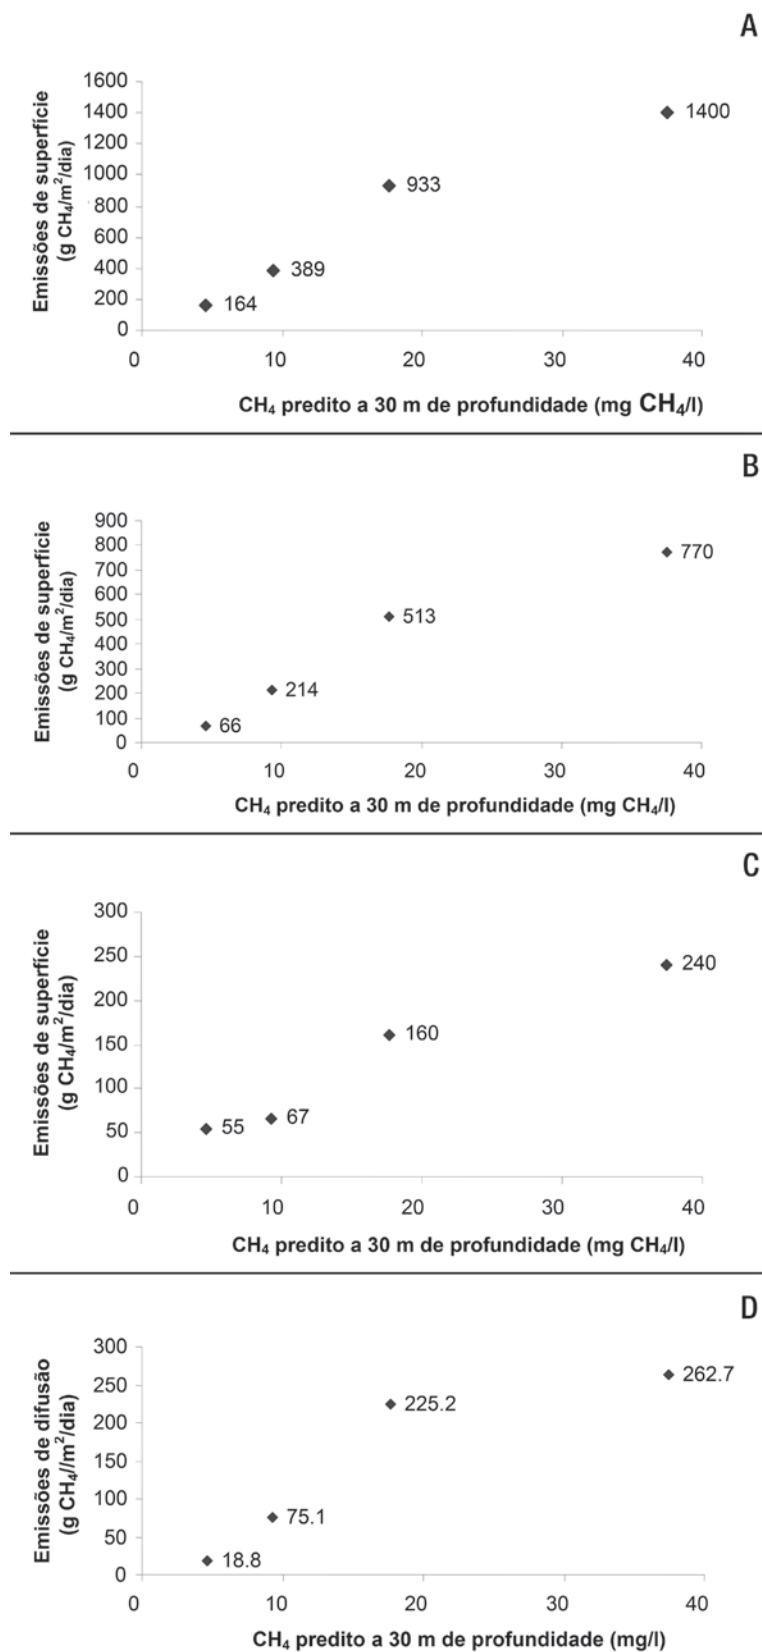 A
1600
1400
1200
1000
800
600
400
200
0
Emissões de superfície
(g CH₄/m²/dia)
1400
933
389
164
0 10 20 30 40
CH₄ predito a 30 m de profundidade (mg CH₄/l)
B
900
800
700
600
500
400
300
200
100
0
Emissões de superfície
(g CH₄/m²/dia)
770
513
214
66
0 10 20 30 40
CH₄ predito a 30 m de profundidade (mg CH₄/l)
C
300
250
200
150
100
50
0
Emissões de superfície
(g CH₄/m²/dia)
240
160
67
55
0 10 20 30 40
CH₄ predito a 30 m de profundidade (mg CH₄/l)
D
300
250
200
150
100
50
0
Emissões de difusão
(g CH₄//m²/dia)
262.7
225.2
75.1
18.8
0 10 20 30 40
CH₄ predito a 30 m de profundidade (mg/l)